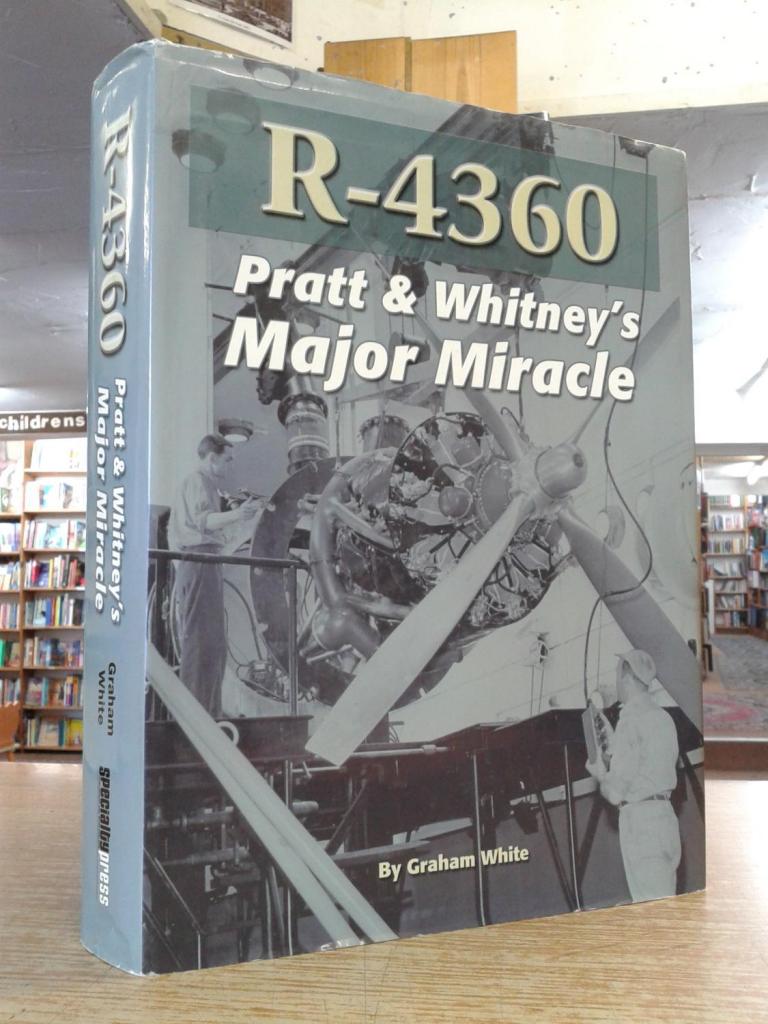 R-4360
Pratt & Whitney's
Major Miracle
By Graham White
R-4360
Pratt & Whitney's
Major Miracle
Graham
White
Specialty press
childrens